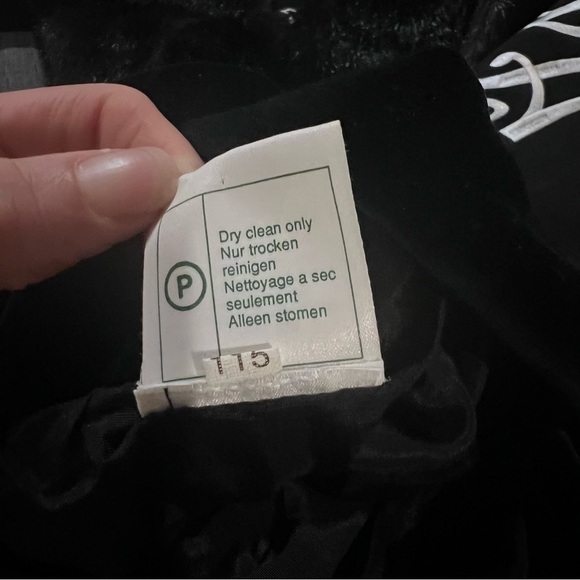 P
Dry clean only
Nur trocken
reinigen
Nettoyage a sec
seulement
Alleen stomen
115